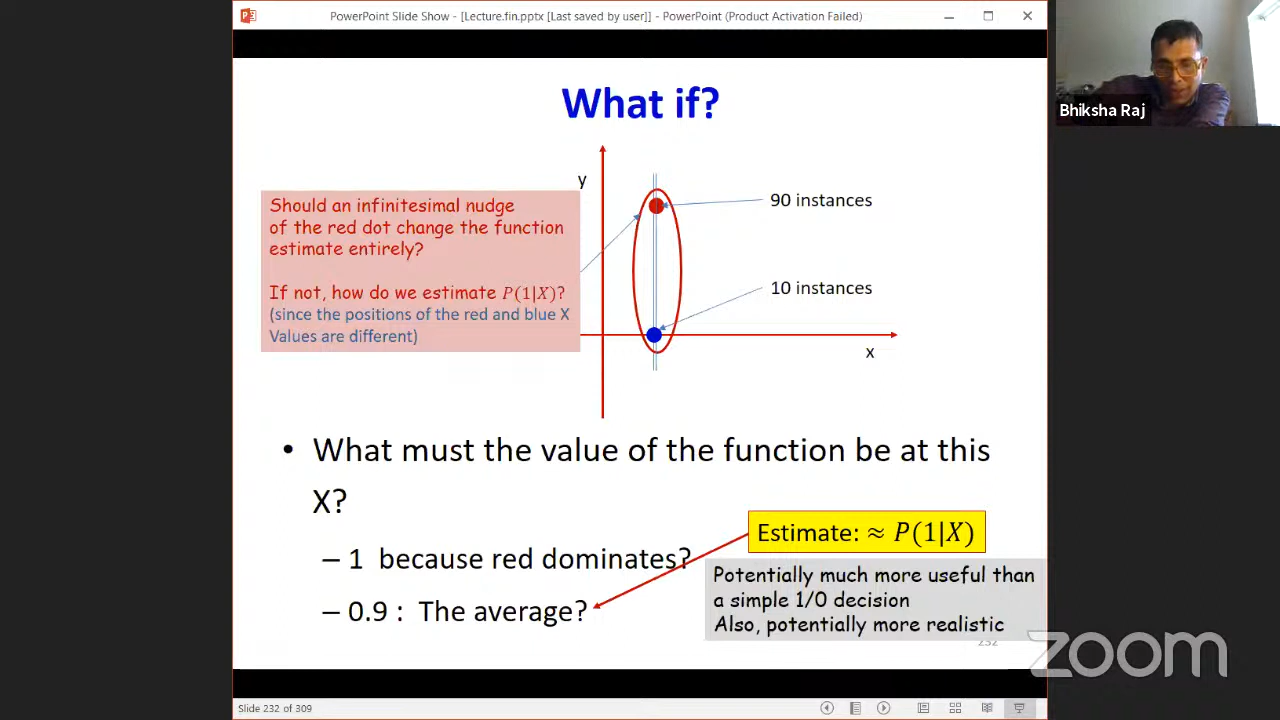 PowerPoint Slide Show - [Lecture.fin.pptx [Last saved by user]] - PowerPoint (Product Activation Failed)
Bhiksha Raj
What if?
y
90 instances
Should an infinitesimal nudge
of the red dot change the function
estimate entirely?
If not, how do we estimate P(1|X)?
(since the positions of the red and blue X
Values are different)
10 instances
x
• What must the value of the function be at this
X?
– 1 because red dominates?
– 0.9 : The average?
Estimate: ≈ P(1|X)
Potentially much more useful than
a simple 1/0 decision
Also, potentially more realistic
232
zoom
Slide 232 of 309